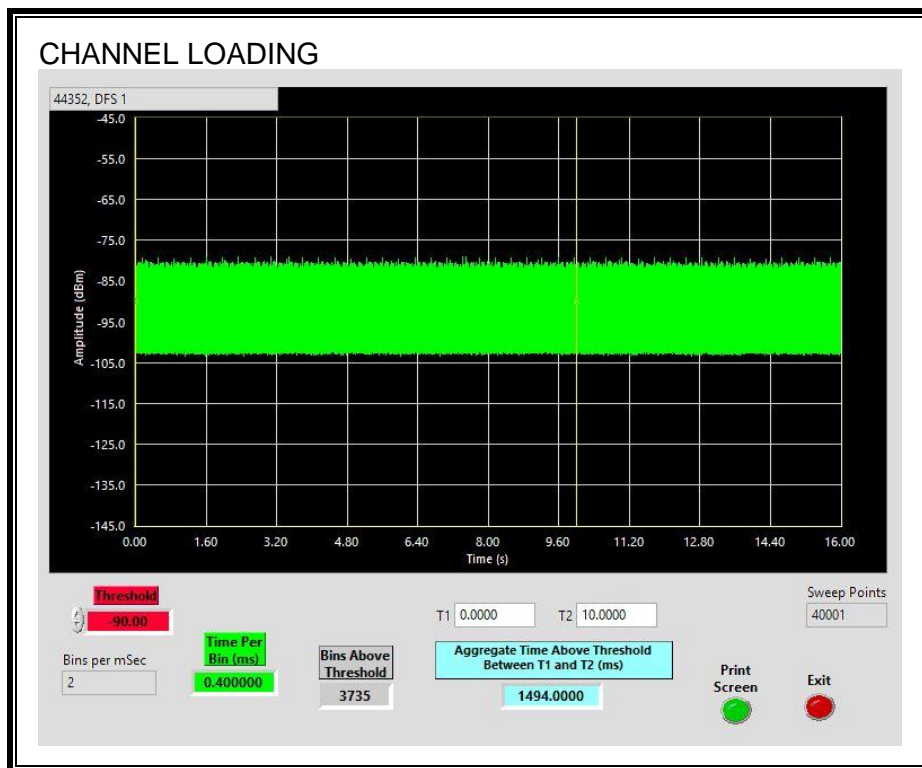 CHANNEL LOADING
44352, DFS 1
-45.0
-55.0
-65.0
-75.0
-85.0
-95.0
-105.0
-115.0
-125.0
-135.0
-145.0
Amplitude (dBm)
0.00 1.60 3.20 4.80 6.40 8.00 9.60 11.20 12.80 14.40 16.00
Time (s)
Threshold
-90.00
Bins per mSec
2
Time Per
Bin (ms)
0.400000
Bins Above
Threshold
3735
T1 0.0000 T2 10.0000
Aggregate Time Above Threshold
Between T1 and T2 (ms)
1494.0000
Sweep Points
40001
Print
Screen
Exit